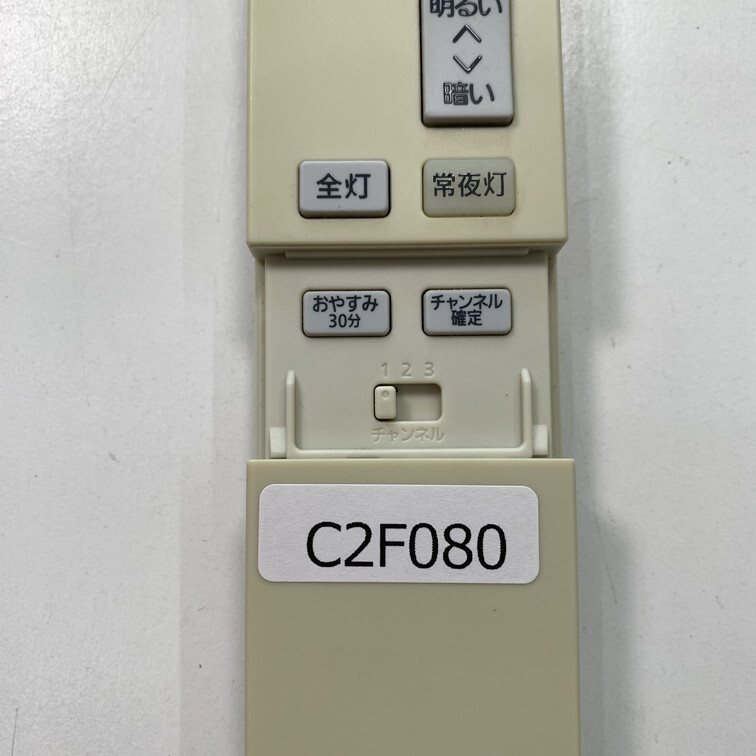 明るい
暗い
全灯
常夜灯
おやすみ
30分
チャンネル
確定
1 2 3
チャンネル
C2F080